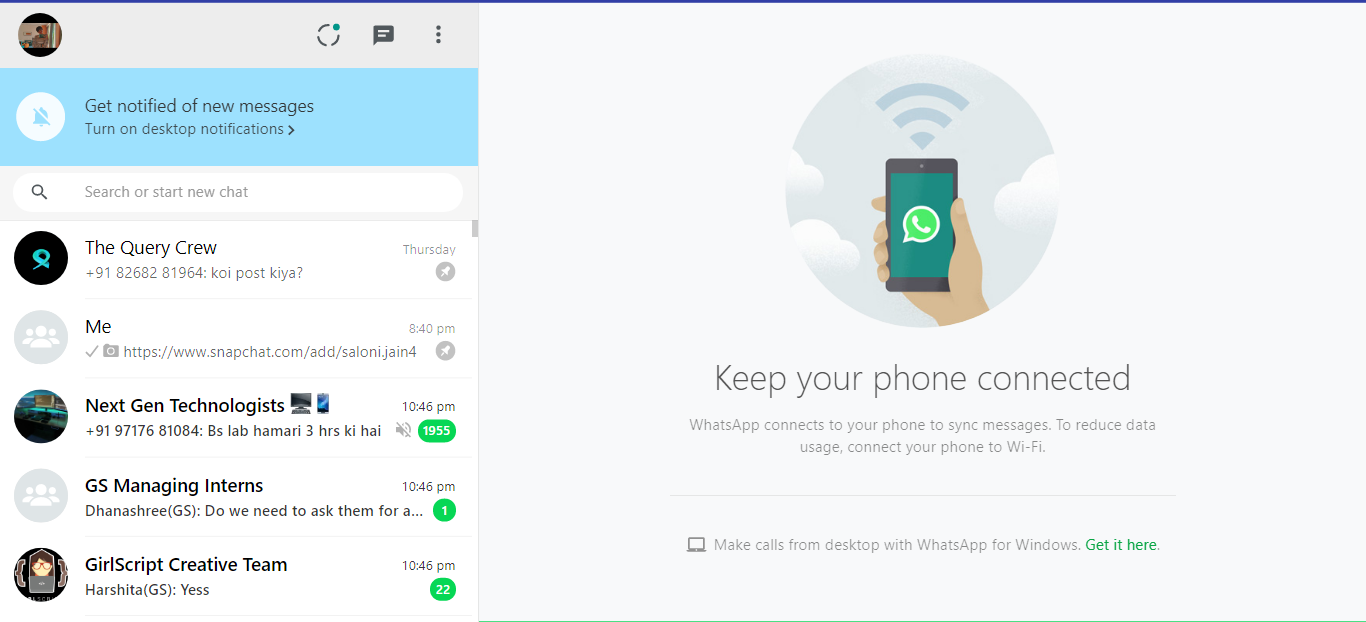 Get notified of new messages
Turn on desktop notifications
Search or start new chat
The Query Crew
Thursday
+91 82682 81964: koi post kiya?
Me
8:40 pm
https://www.snapchat.com/add/saloni.jain4
Next Gen Technologists
10:46 pm
+91 97176 81084: Bs lab hamari 3 hrs ki hai
1955
GS Managing Interns
10:46 pm
Dhanashree(GS): Do we need to ask them for a...
1
GirlScript Creative Team
10:46 pm
Harshita(GS): Yess
22
Keep your phone connected
WhatsApp connects to your phone to sync messages. To reduce data
usage, connect your phone to Wi-Fi.
Make calls from desktop with WhatsApp for Windows. Get it here.